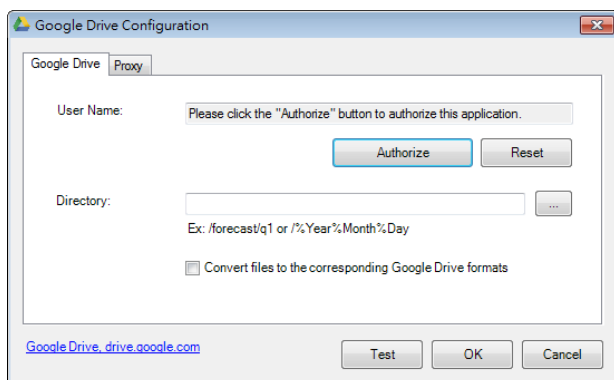 Google Drive Configuration
Google Drive Proxy
User Name: Please click the "Authorize" button to authorize this application.
Authorize Reset
Directory: ...
Ex: /forecast/q1 or /%Year%Month%Day
Convert files to the corresponding Google Drive formats
Google Drive, drive.google.com Test OK Cancel